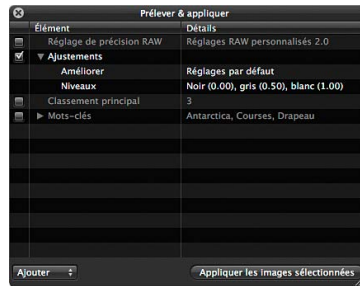 Prélever & appliquer
Élément Détails
Réglage de précision RAW Réglages RAW personnalisés 2.0
Ajustements
Améliorer Réglages par défaut
Niveaux Noir (0.00), gris (0.50), blanc (1.00)
Classement principal 3
Mots-clés Antarctica, Courses, Drapeau
Ajouter Appliquer les images sélectionnées